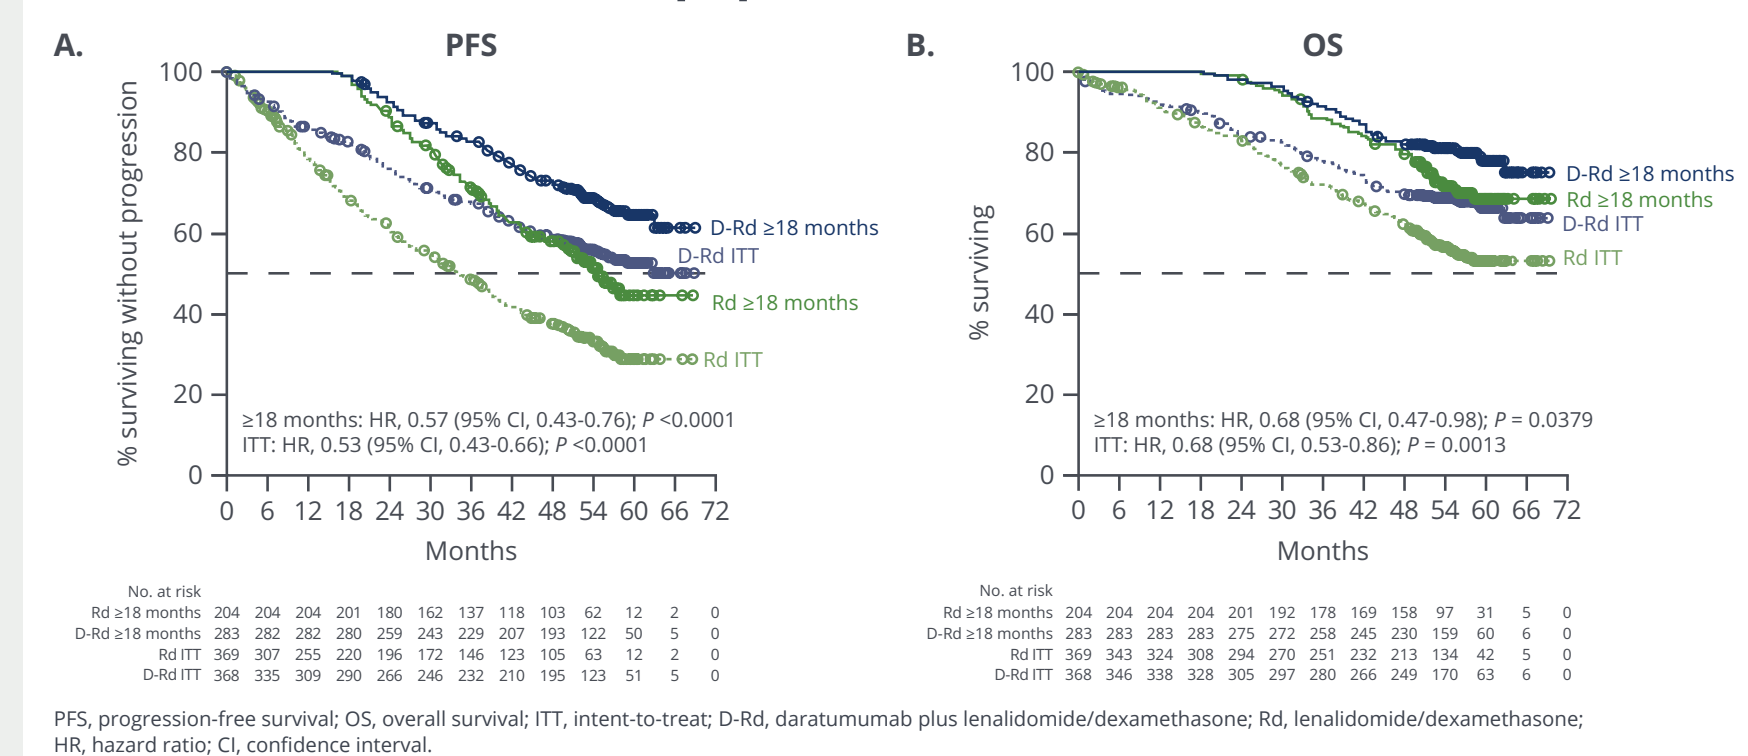 A.
PFS
% surviving without progression
100
80
60
40
20
0
D-Rd ≥18 months
D-Rd ITT
Rd ≥18 months
Rd ITT
≥18 months: HR, 0.57 (95% CI, 0.43-0.76); P <0.0001
ITT: HR, 0.53 (95% CI, 0.43-0.66); P <0.0001
0 6 12 18 24 30 36 42 48 54 60 66 72
Months
No. at risk
Rd ≥18 months 204 204 204 201 180 162 137 118 103 62 12 2 0
D-Rd ≥18 months 283 282 282 280 259 243 229 207 193 122 50 5 0
Rd ITT 369 307 255 220 196 172 146 123 105 63 12 2 0
D-Rd ITT 368 335 309 290 266 246 232 210 195 123 51 5 0
B.
OS
% surviving
100
80
60
40
20
0
D-Rd ≥18 months
Rd ≥18 months
D-Rd ITT
Rd ITT
≥18 months: HR, 0.68 (95% CI, 0.47-0.98); P = 0.0379
ITT: HR, 0.68 (95% CI, 0.53-0.86); P = 0.0013
0 6 12 18 24 30 36 42 48 54 60 66 72
Months
No. at risk
Rd ≥18 months 204 204 204 204 201 192 178 169 158 97 31 5 0
D-Rd ≥18 months 283 283 283 283 275 272 258 245 230 159 60 6 0
Rd ITT 369 343 324 308 294 270 251 232 213 134 42 5 0
D-Rd ITT 368 346 338 328 305 297 280 266 249 170 63 6 0
PFS, progression-free survival; OS, overall survival; ITT, intent-to-treat; D-Rd, daratumumab plus lenalidomide/dexamethasone; Rd, lenalidomide/dexamethasone;
HR, hazard ratio; CI, confidence interval.